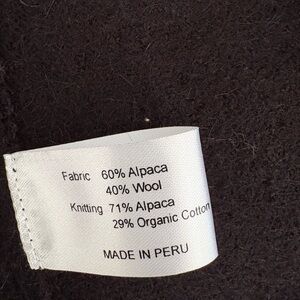 Fabric 60% Alpaca
40% Wool
Knitting 71% Alpaca
29% Organic Cotton
MADE IN PERU